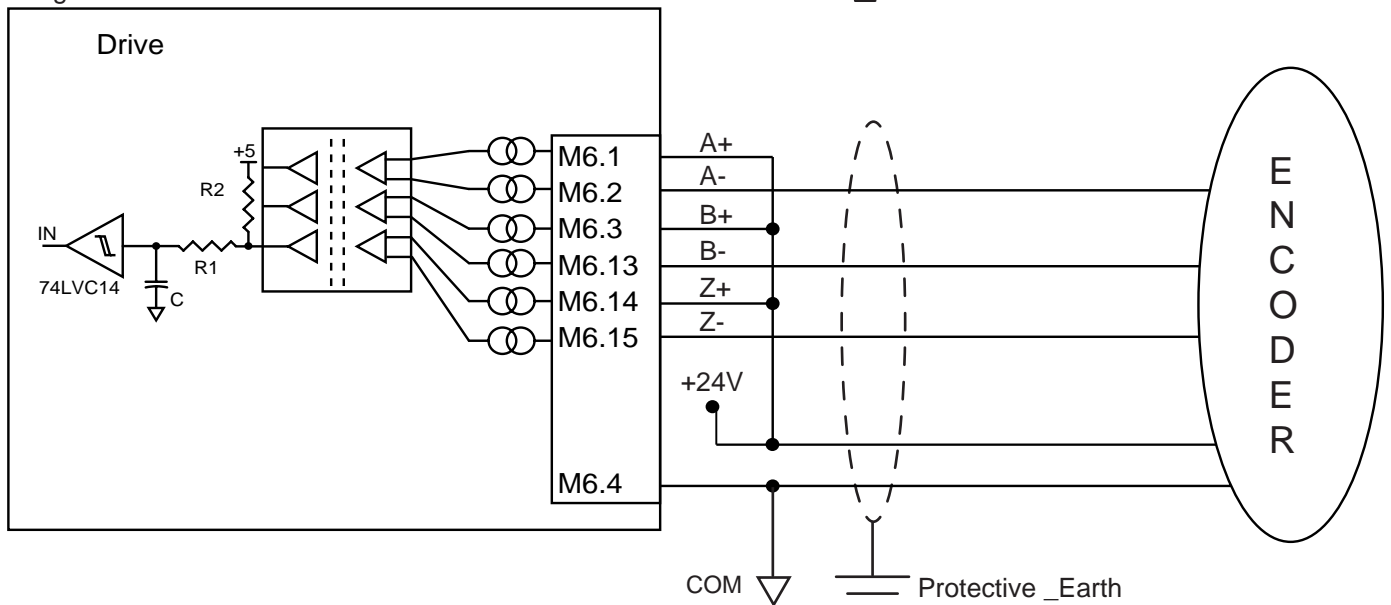 Drive
+5
R2
IN
R1
74LVC14
C
M6.1
M6.2
M6.3
M6.13
M6.14
M6.15
M6.4
A+
A-
B+
B-
Z+
Z-
+24V
COM
Protective _Earth
E
N
C
O
D
E
R